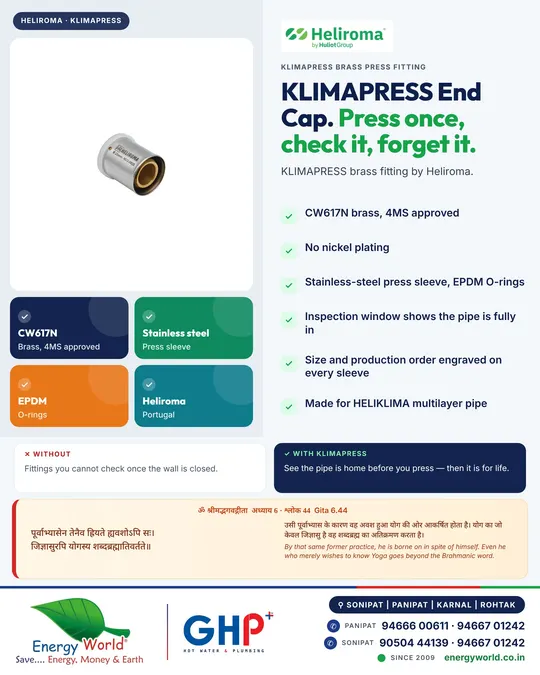 HELIROMA · KLIMAPRESS
Heliroma®
by HuliotGroup
KLIMAPRESS BRASS PRESS FITTING
KLIMAPRESS End
Cap. Press once,
check it, forget it.
KLIMAPRESS brass fitting by Heliroma.
CW617N brass, 4MS approved
No nickel plating
Stainless-steel press sleeve, EPDM O-rings
Inspection window shows the pipe is fully
in
Size and production order engraved on
every sleeve
Made for HELIKLIMA multilayer pipe
CW617N
Brass, 4MS approved
Stainless steel
Press sleeve
EPDM
O-rings
Heliroma
Portugal
✕ WITHOUT
Fittings you cannot check once the wall is closed.
✓ WITH KLIMAPRESS
See the pipe is home before you press — then it is for life.
ॐ श्रीमद्भगवद्गीता अध्याय 6 · श्लोक 44 Gita 6.44
पूर्वाभ्यासेन तेनैव ह्रियते ह्यवशोऽपि सः।
जिज्ञासुरपि योगस्य शब्दब्रह्मातिवर्तते॥
उसी पूर्वाभ्यास के कारण वह अवश हुआ योग की ओर आकर्षित होता है। योग का जो
केवल जिज्ञासु है वह शब्दब्रह्म का अतिक्रमण करता है।
By that same former practice, he is borne on in spite of himself. Even he
who merely wishes to know Yoga goes beyond the Brahmanic word.
Energy World
Save.... Energy, Money & Earth
GHP+
HOT WATER & PLUMBING
SONIPAT | PANIPAT | KARNAL | ROHTAK
PANIPAT 94666 00611 · 94667 01242
SONIPAT 90504 44139 · 94667 01242
SINCE 2009 energyworld.co.in